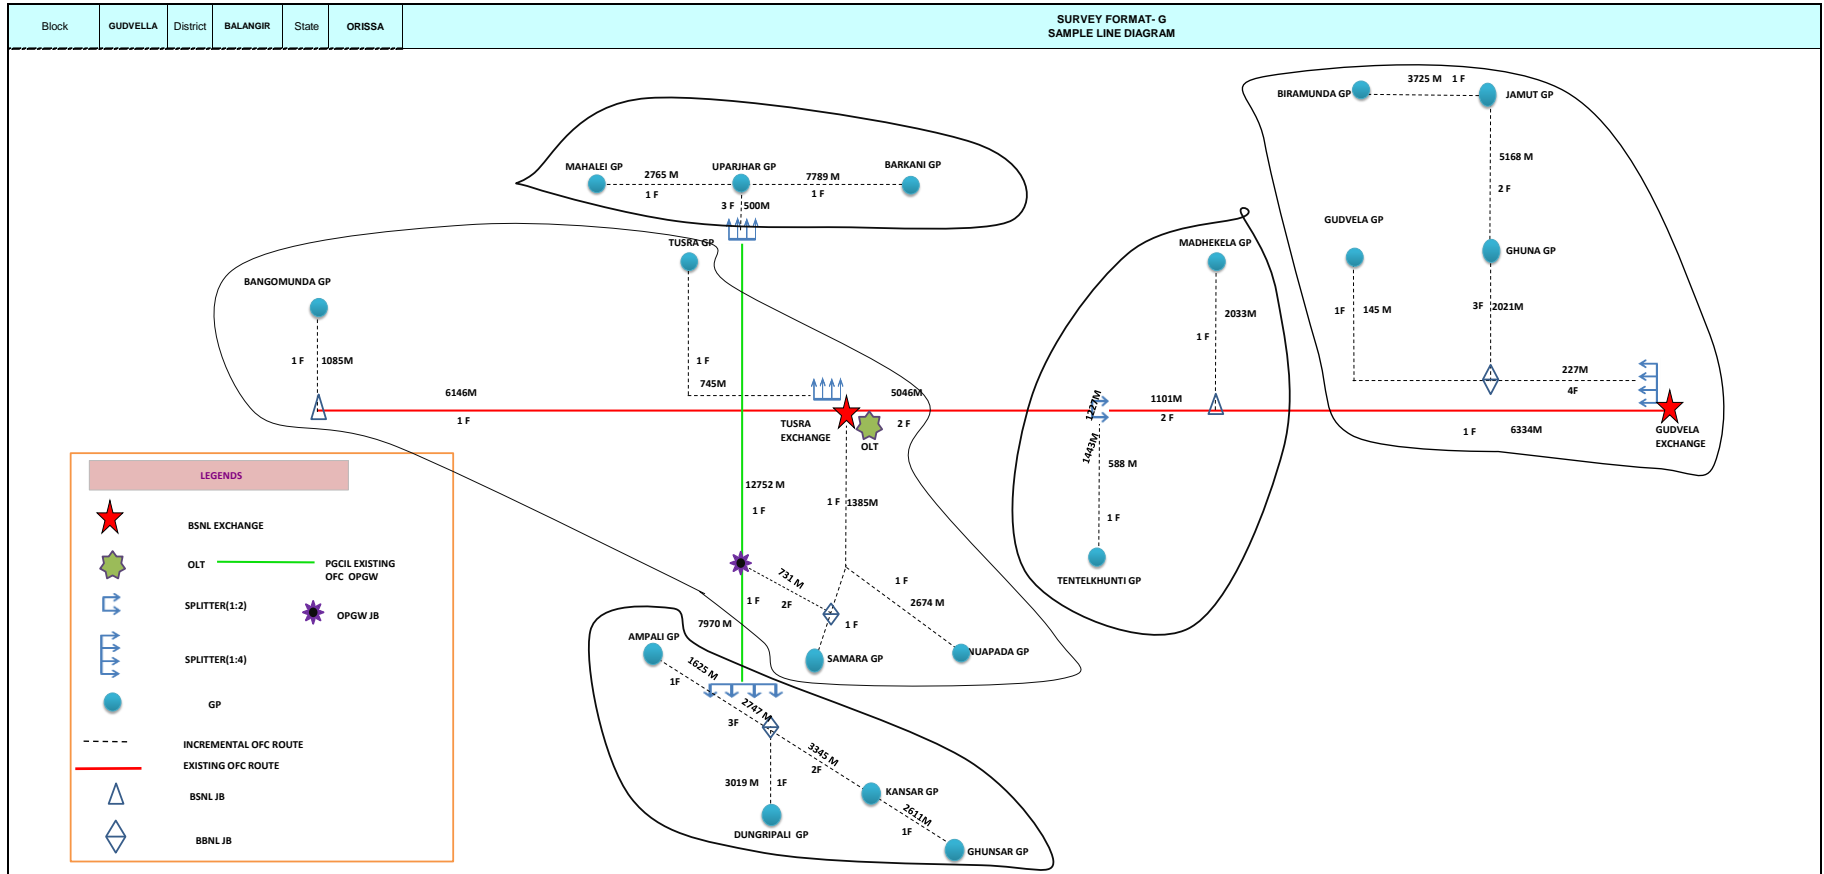 Block GUDVELLA District BALANGIR State ORISSA
SURVEY FORMAT- G
SAMPLE LINE DIAGRAM
3725 M 1 F
BIRAMUNDA GP
JAMUT GP
5168 M
2 F
MAHALEI GP
2765 M
1 F
UPARJHAR GP
7789 M
1 F
BARKANI GP
3 F 500M
GUDVELA GP
GHUNA GP
1F
145 M
3F 2021M
227M
4F
TUSRA GP
MADHEKELA GP
BANGOMUNDA GP
2033M
1 F
1 F 1085M
1 F
745M
6146M
1 F
5046M
2 F
TUSRA
EXCHANGE
OLT
1227M
1101M
2 F
1 F 6334M
GUDVELA
EXCHANGE
1443M
588 M
1 F
TENTELKHUNTI GP
12752 M
1 F
1 F 1385M
731 M
2F
1 F
1 F
2674 M
1 F
7970 M
SAMARA GP
NUAPADA GP
AMPALI GP
1625 M
1F
2747 M
3F
3345 M
2F
3019 M 1F
KANSAR GP
2611M
1F
DUNGRIPALI GP
GHUNSAR GP
LEGENDS
BSNL EXCHANGE
OLT
PGCIL EXISTING
OFC OPGW
SPLITTER(1:2)
OPGW JB
SPLITTER(1:4)
GP
INCREMENTAL OFC ROUTE
EXISTING OFC ROUTE
BSNL JB
BBNL JB